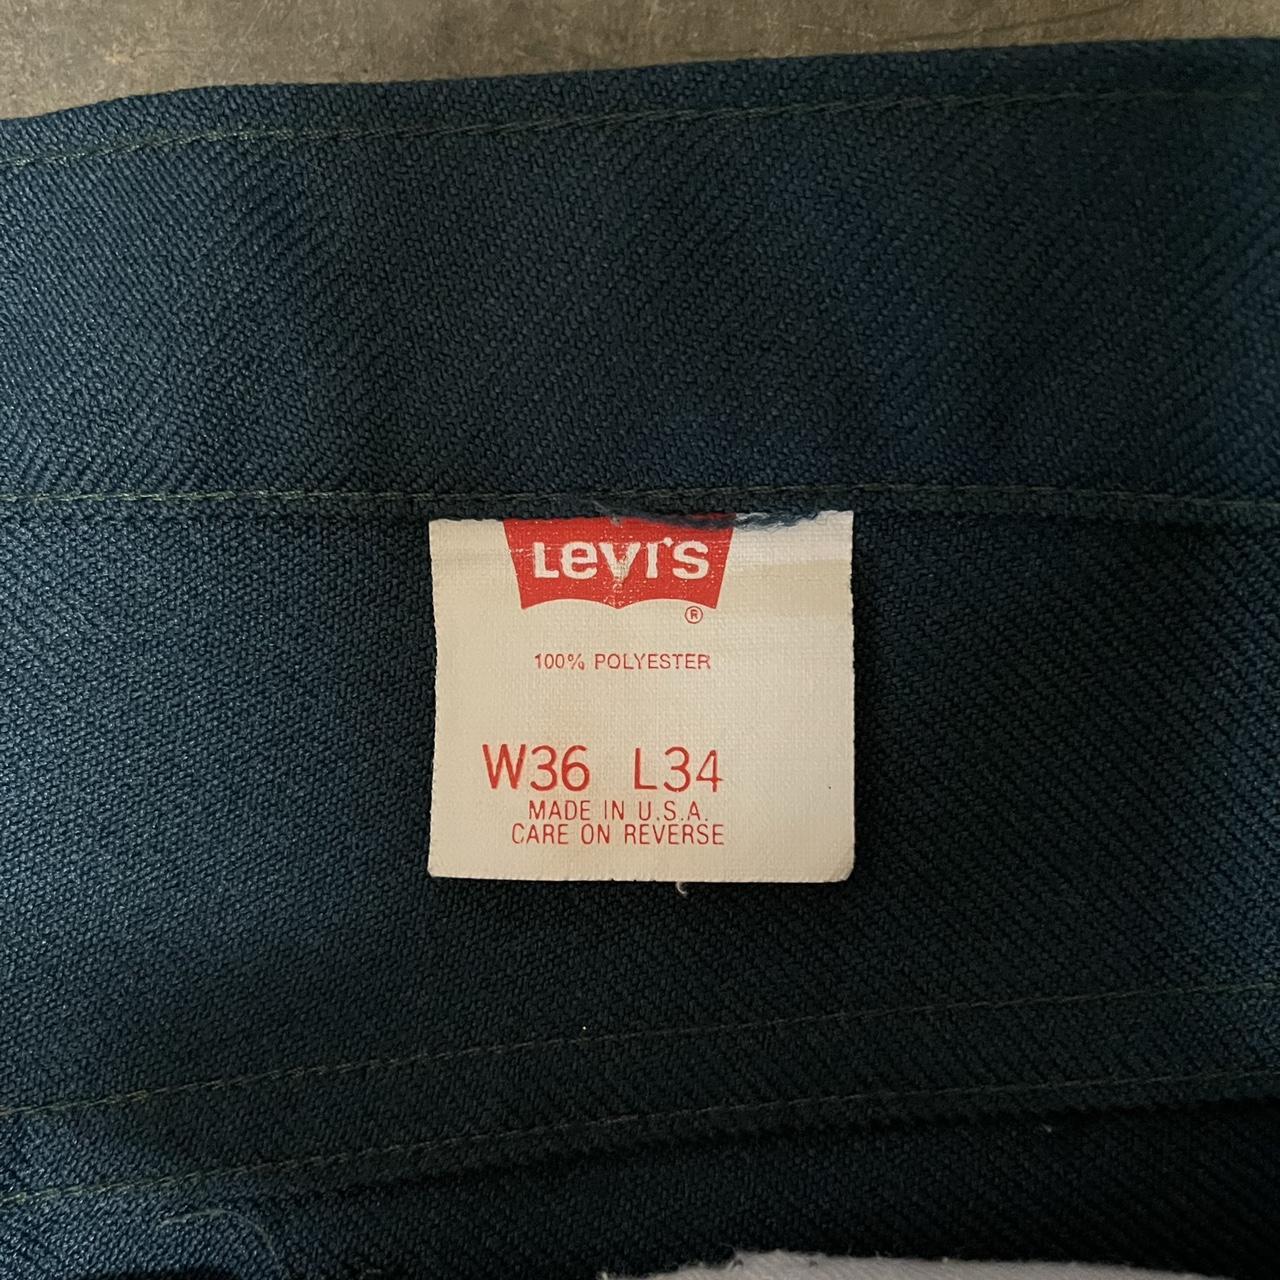 Levi's
®
100% POLYESTER
W36 L34
MADE IN U.S.A.
CARE ON REVERSE